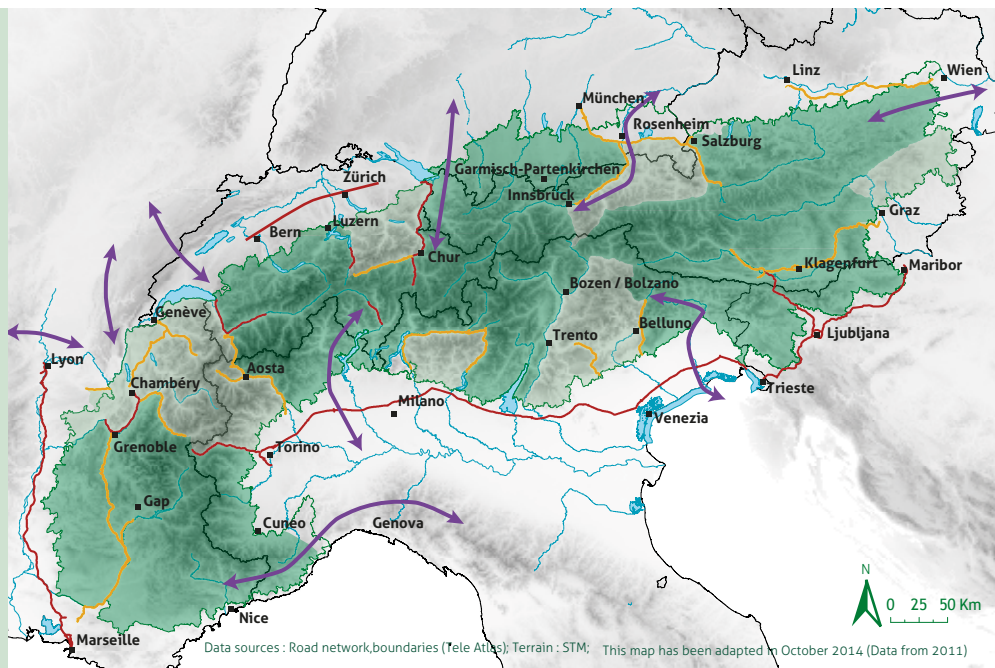 Linz
Wien
München
Rosenheim
Salzburg
Garmisch-Partenkirchen
Zürich
Innsbruck
Luzern
Graz
Bern
Chur
Klagenfurt
Maribor
Bozen / Bolzano
Genève
Belluno
Trento
Ljubljana
Lyon
Aosta
Chambéry
Trieste
Milano
Venezia
Grenoble
Torino
Gap
Cuneo
Genova
N
0 25 50 Km
Nice
Marseille
Data sources : Road network,boundaries (Tele Atlas); Terrain : STM; This map has been adapted in October 2014 (Data from 2011)